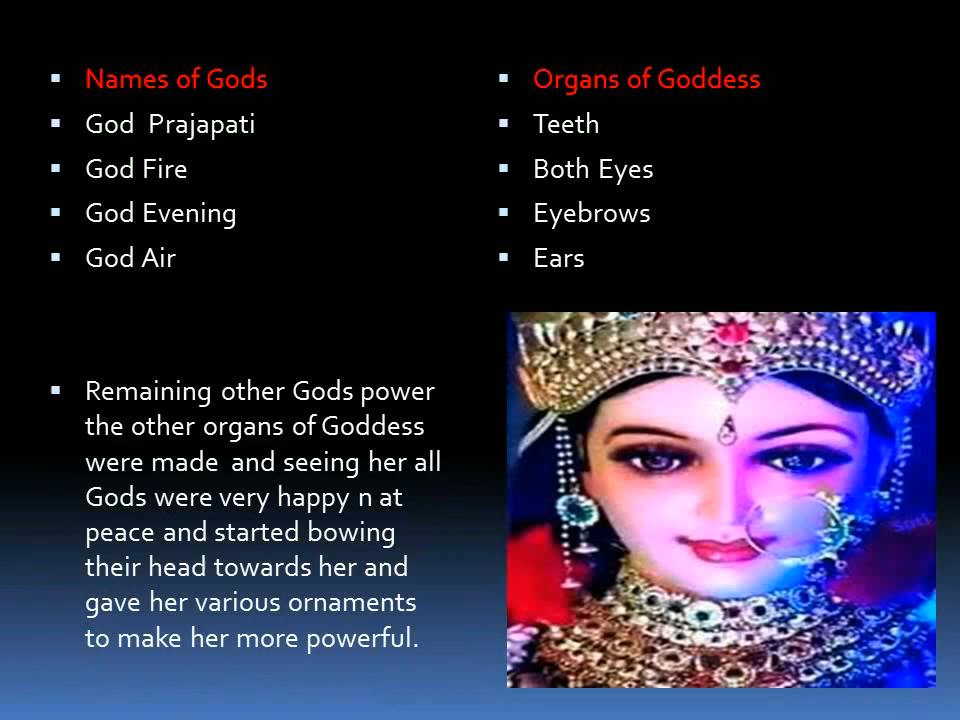 Names of Gods
God Prajapati
God Fire
God Evening
God Air
Remaining other Gods power
the other organs of Goddess
were made and seeing her all
Gods were very happy n at
peace and started bowing
their head towards her and
gave her various ornaments
to make her more powerful.
Organs of Goddess
Teeth
Both Eyes
Eyebrows
Ears